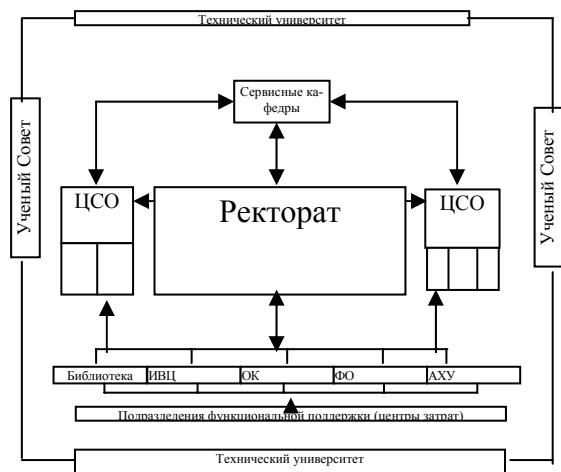 Технический университет
Сервисные ка-
федры
Ученый Совет
ЦСО
Ректорат
ЦСО
Ученый Совет
Библиотека
ИВЦ
ОК
ФО
АХУ
Подразделения функциональной поддержки (центры затрат)
Технический университет